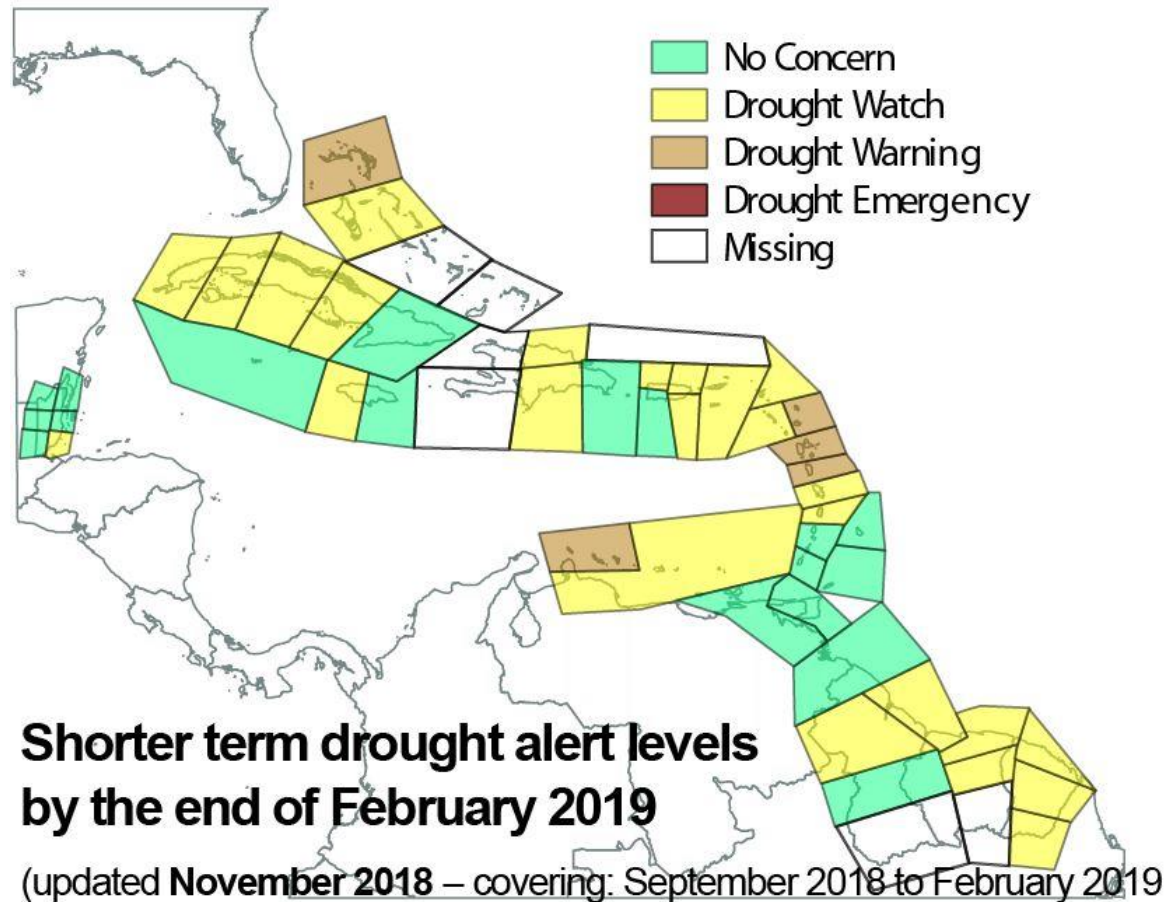 No Concern
Drought Watch
Drought Warning
Drought Emergency
Missing
Shorter term drought alert levels
by the end of February 2019
(updated November 2018 – covering: September 2018 to February 2019